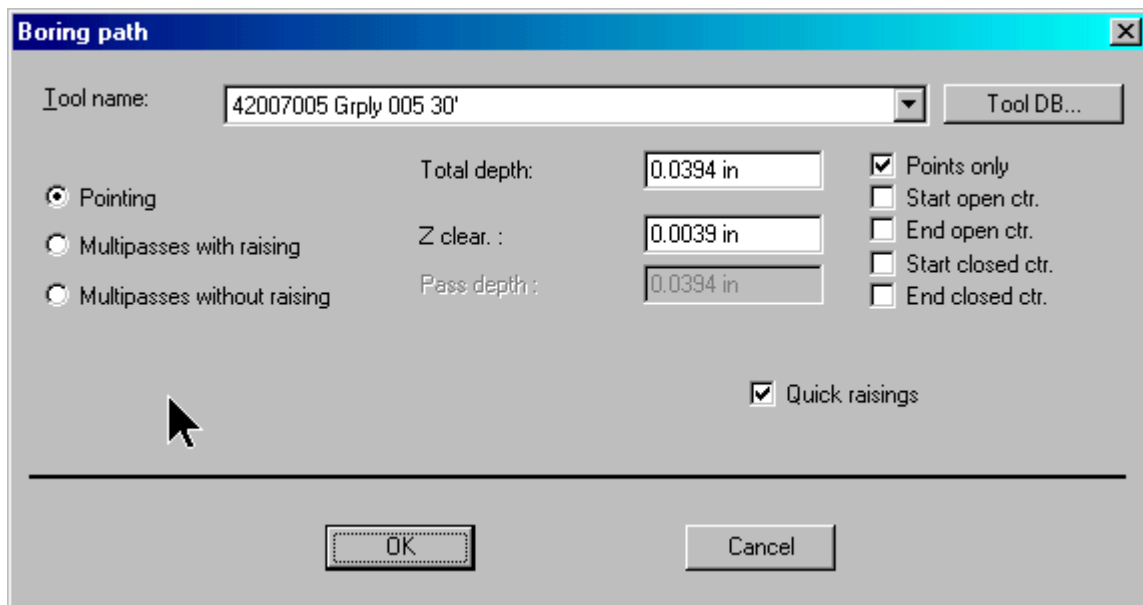 Boring path
Tool name: 42007005 Grply 005 30' Tool DB...
Total depth: 0.0394 in Points only
Pointing Start open ctr.
Z clear. : 0.0039 in End open ctr.
Multipasses with raising Start closed ctr.
Pass depth : 0.0394 in End closed ctr.
Multipasses without raising
Quick raisings
OK Cancel